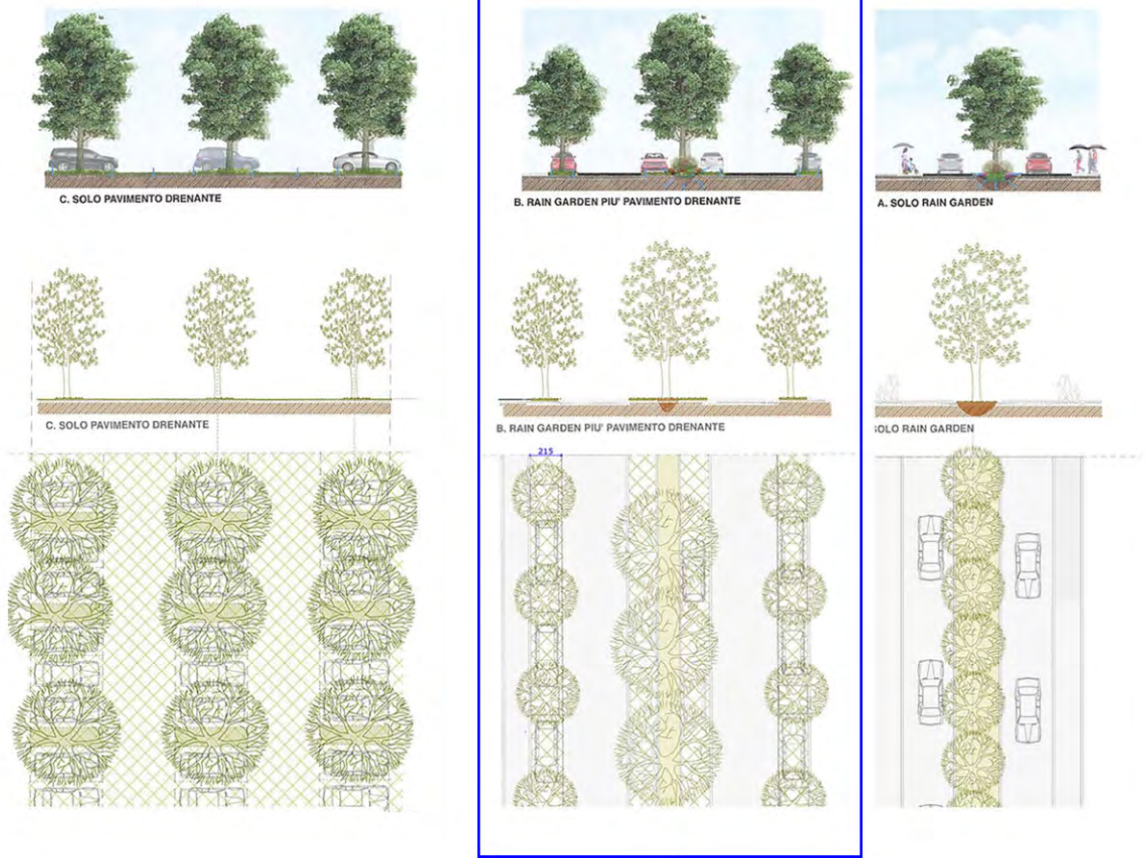 C. SOLO PAVIMENTO DRENANTE
B. RAIN GARDEN PIU' PAVIMENTO DRENANTE
A. SOLO RAIN GARDEN
C. SOLO PAVIMENTO DRENANTE
B. RAIN GARDEN PIU' PAVIMENTO DRENANTE
SOLO RAIN GARDEN
215